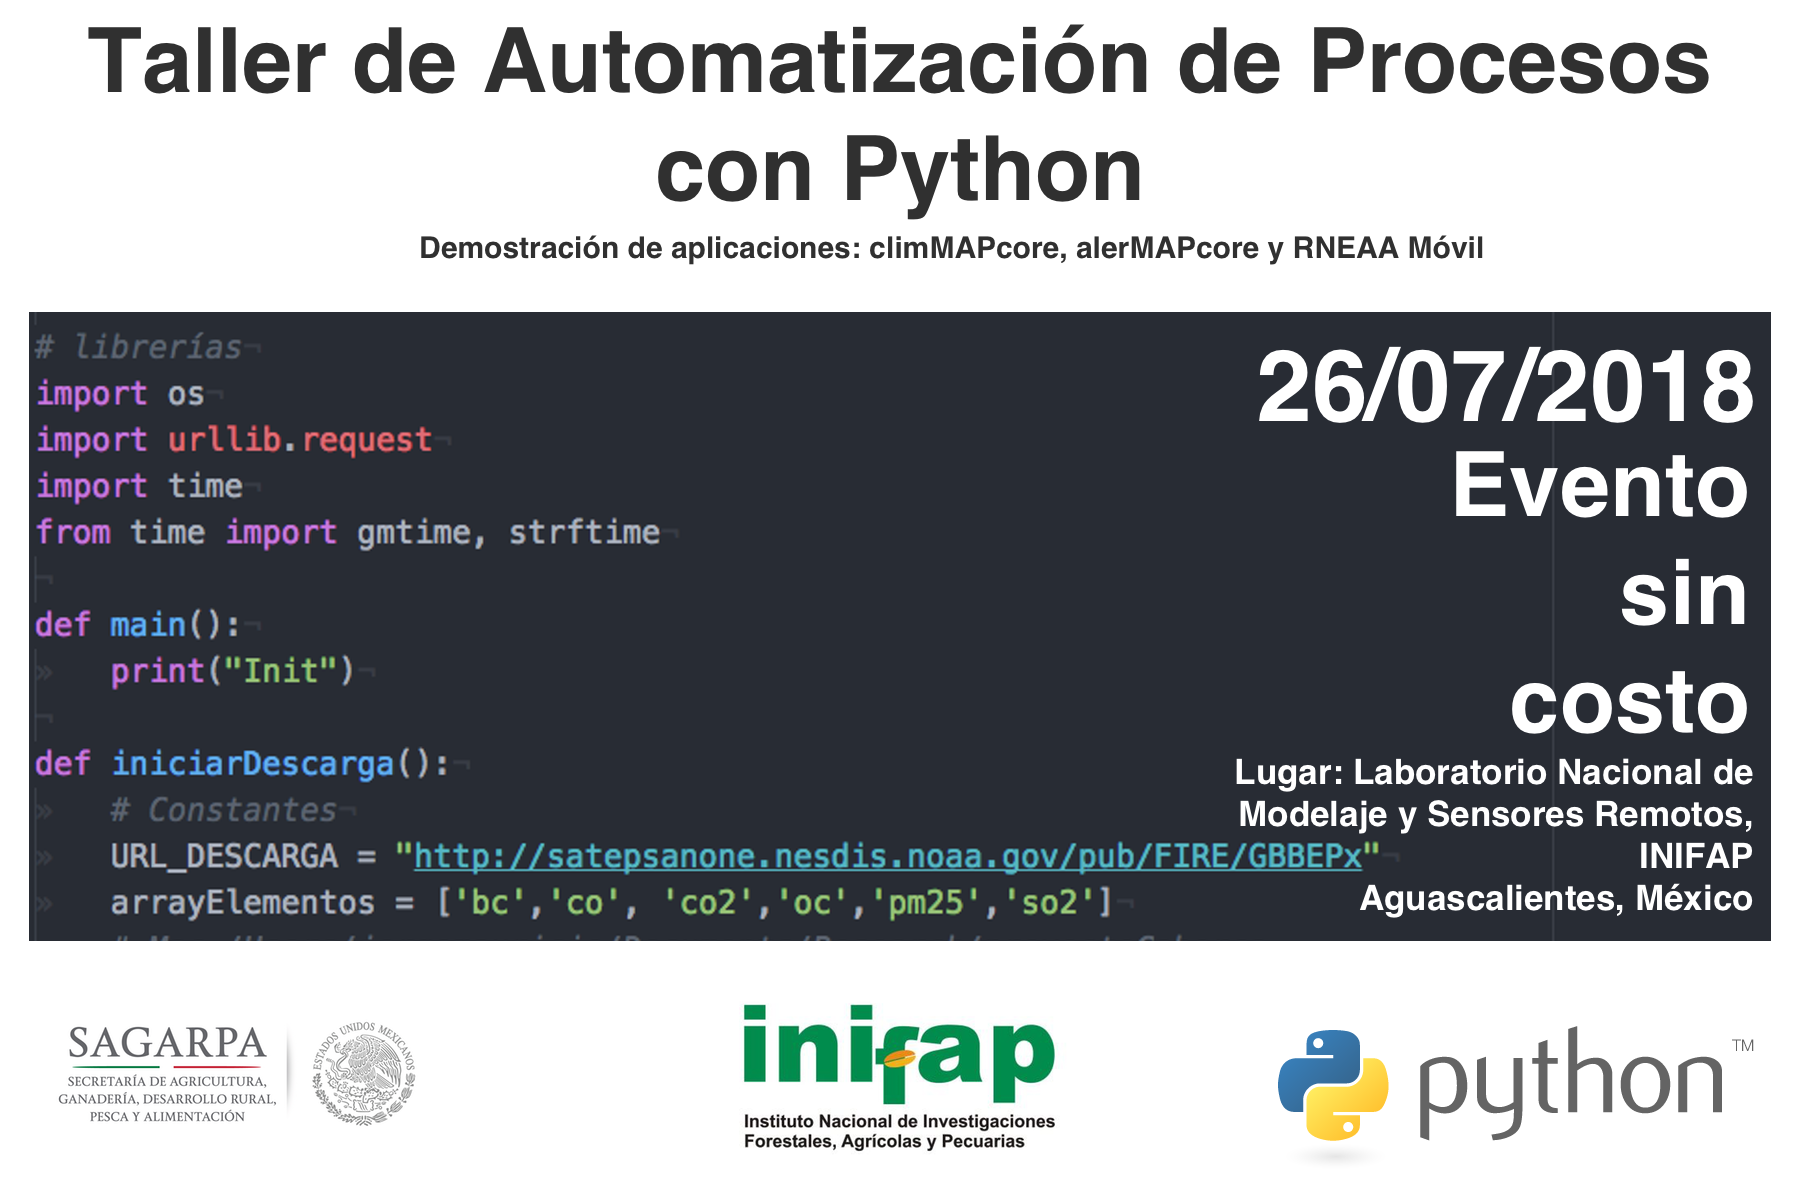 Taller de Automatización de Procesos
con Python
Demostración de aplicaciones: climMAPcore, alerMAPcore y RNEAA Móvil
# librerías
import os
import urllib.request
import time
from time import gmtime, strftime
def main():
print("Init")
def iniciarDescarga():
# Constantes
URL_DESCARGA = "http://satepsanone.nesdis.noaa.gov/pub/FIRE/GBBEPx"
arrayElementos = ['bc','co', 'co2','oc','pm25','so2']
26/07/2018
Evento
sin
costo
Lugar: Laboratorio Nacional de
Modelaje y Sensores Remotos,
INIFAP
Aguascalientes, México
SAGARPA
SECRETARÍA DE AGRICULTURA,
GANADERÍA, DESARROLLO RURAL,
PESCA Y ALIMENTACIÓN
ESTADOS UNIDOS MEXICANOS
inifap
Instituto Nacional de Investigaciones
Forestales, Agrícolas y Pecuarias
python TM